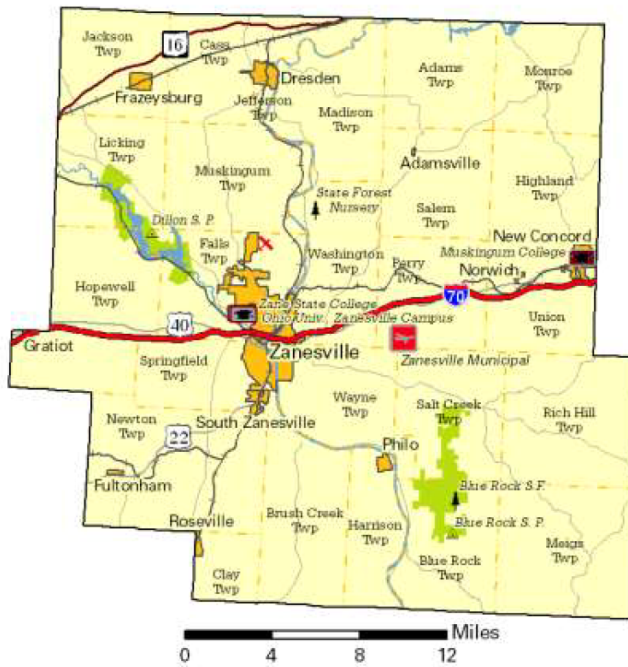 Jackson
Twp
16
Cass
Twp
Dresden
Frazeysburg
Jefferson
Twp
Adams
Twp
Monroe
Twp
Madison
Twp
Licking
Twp
Muskingum
Twp
Adamsville
Highland
Twp
State Forest
Nursery
Salem
Twp
Dillon S. P.
Falls
Twp
New Concord
Muskingum College
Washington
Twp
Perry
Twp
Norwich
Hopewell
Twp
70
Zane State College
Ohio Univ., Zanesville Campus
40
Union
Twp
Gratiot
Zanesville
Springfield
Twp
Zanesville Municipal
Wayne
Twp
Salt Creek
Twp
Rich Hill
Twp
Newton
Twp
22
South Zanesville
Philo
Fultonham
Blue Rock S.F.
Roseville
Brush Creek
Twp
Harrison
Twp
Blue Rock S. P.
Meigs
Twp
Clay
Twp
Blue Rock
Twp
Miles
0 4 8 12